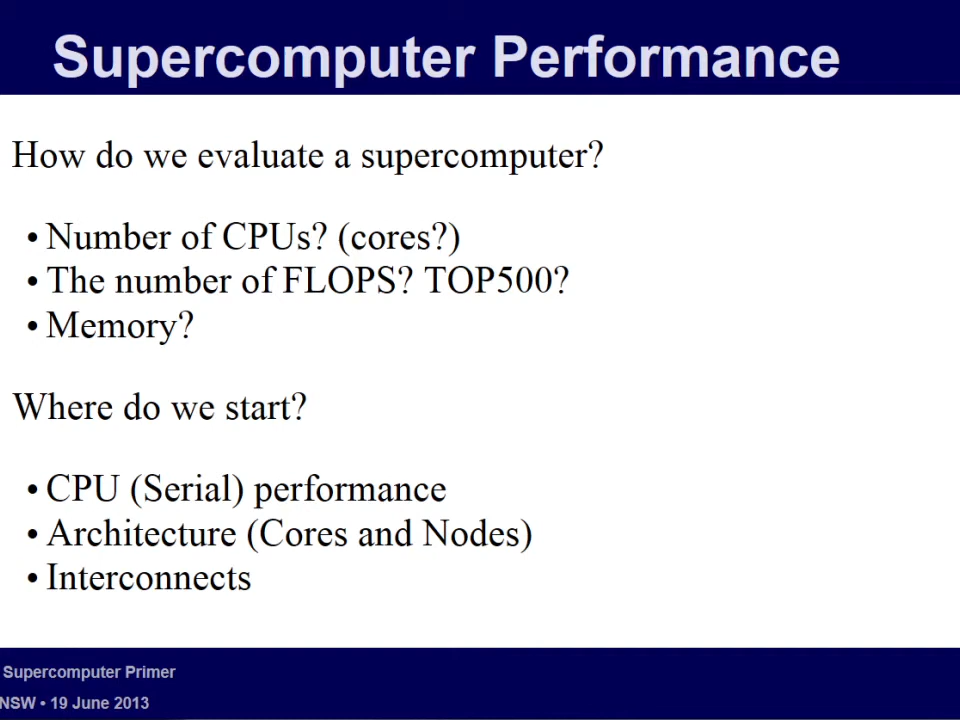 Supercomputer Performance
How do we evaluate a supercomputer?
• Number of CPUs? (cores?)
• The number of FLOPS? TOP500?
• Memory?
Where do we start?
• CPU (Serial) performance
• Architecture (Cores and Nodes)
• Interconnects
Supercomputer Primer
NSW • 19 June 2013